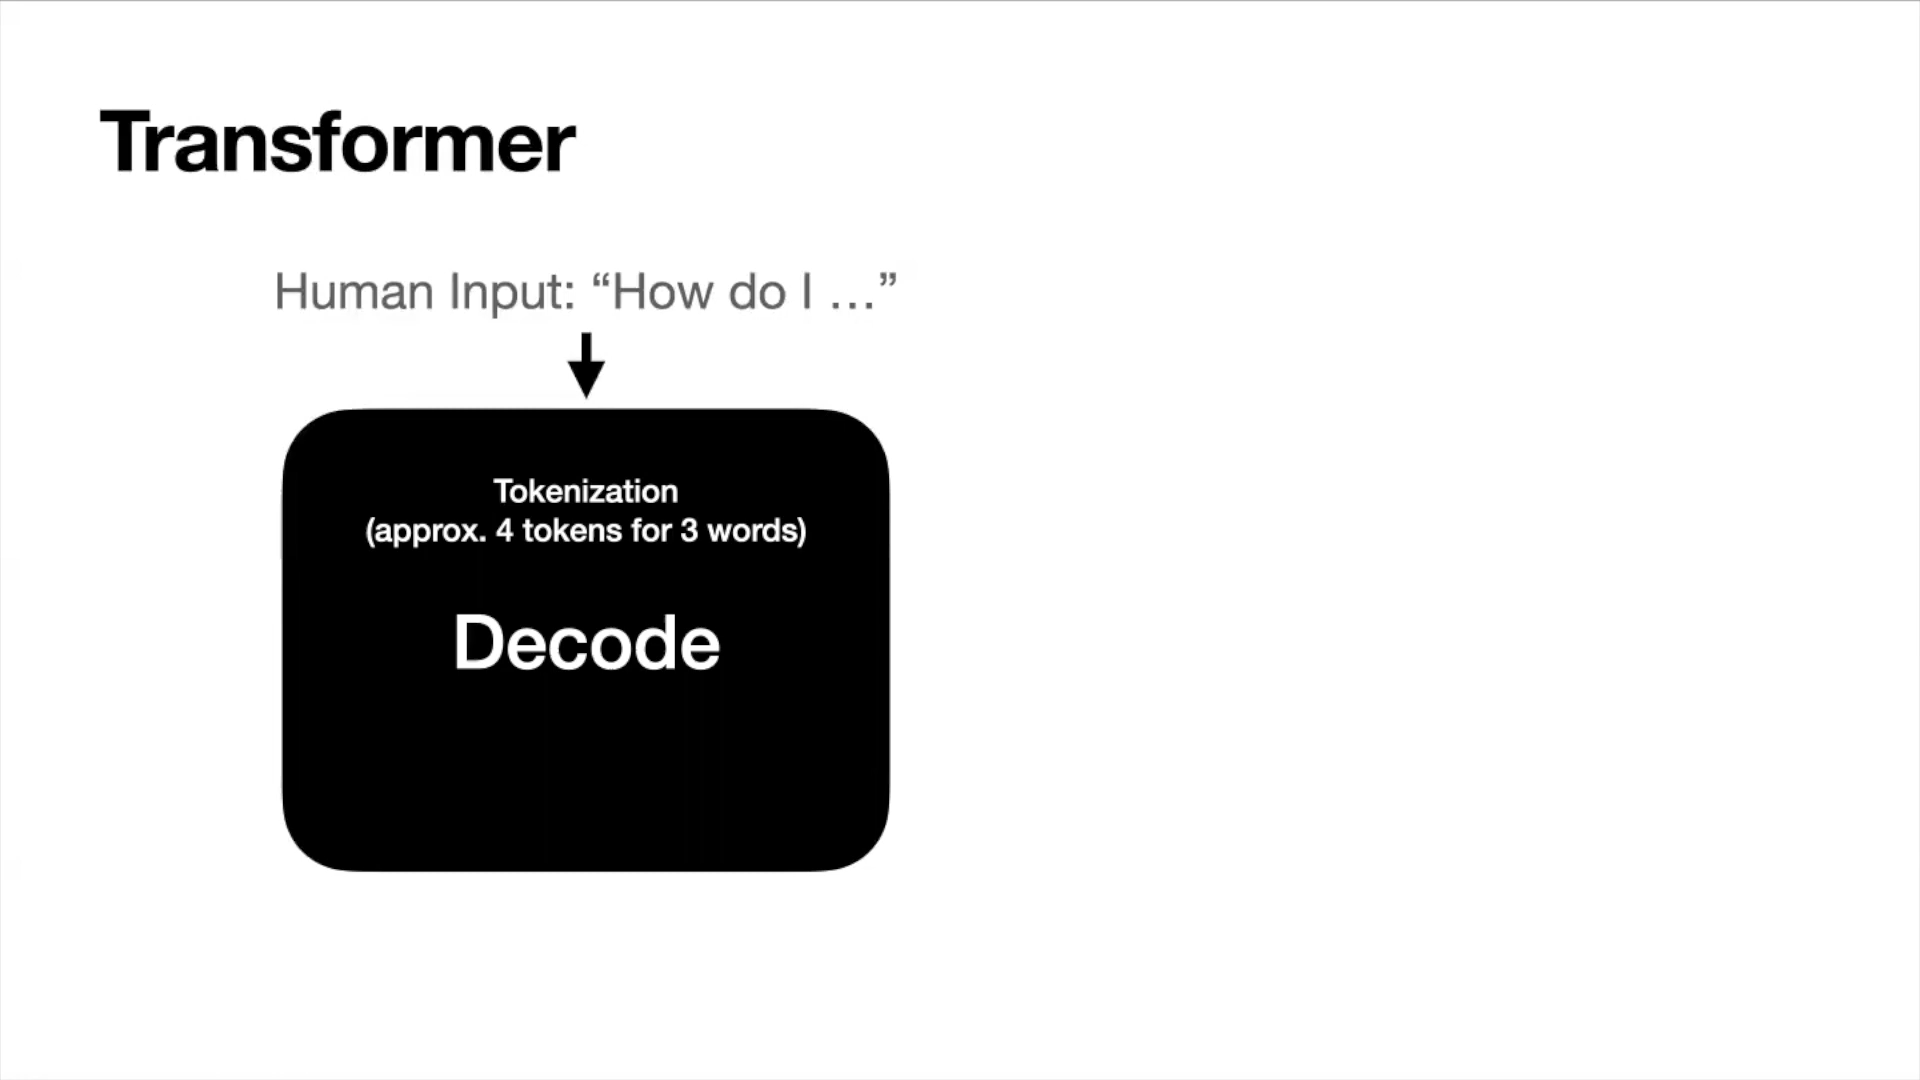 Transformer
Human Input: “How do I …”
Tokenization
(approx. 4 tokens for 3 words)
Decode